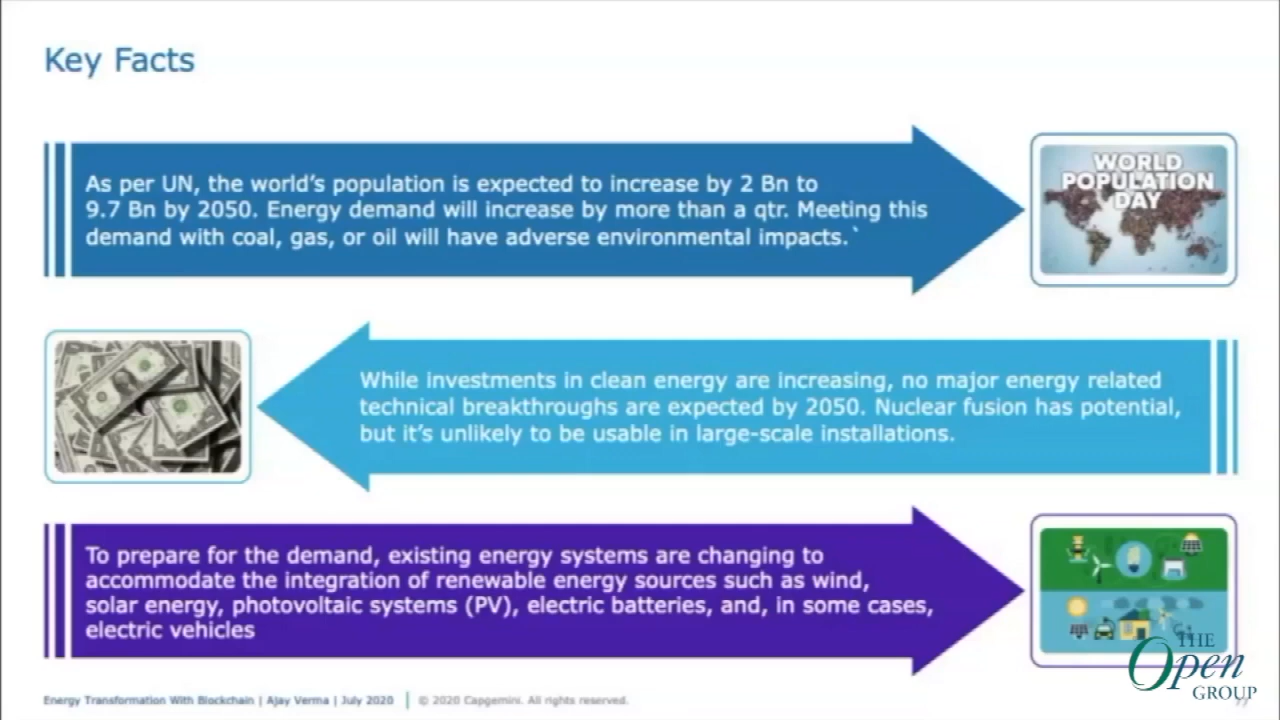 Key Facts
As per UN, the world's population is expected to increase by 2 Bn to
9.7 Bn by 2050. Energy demand will increase by more than a qtr. Meeting this
demand with coal, gas, or oil will have adverse environmental impacts.`
WORLD
POPULATION
DAY
While investments in clean energy are increasing, no major energy related
technical breakthroughs are expected by 2050. Nuclear fusion has potential,
but it's unlikely to be usable in large-scale installations.
To prepare for the demand, existing energy systems are changing to
accommodate the integration of renewable energy sources such as wind,
solar energy, photovoltaic systems (PV), electric batteries, and, in some cases,
electric vehicles
THE
Open
GROUP
Energy Transformation With Blockchain | Ajay Verma | July 2020 | © 2020 Capgemini. All rights reserved.